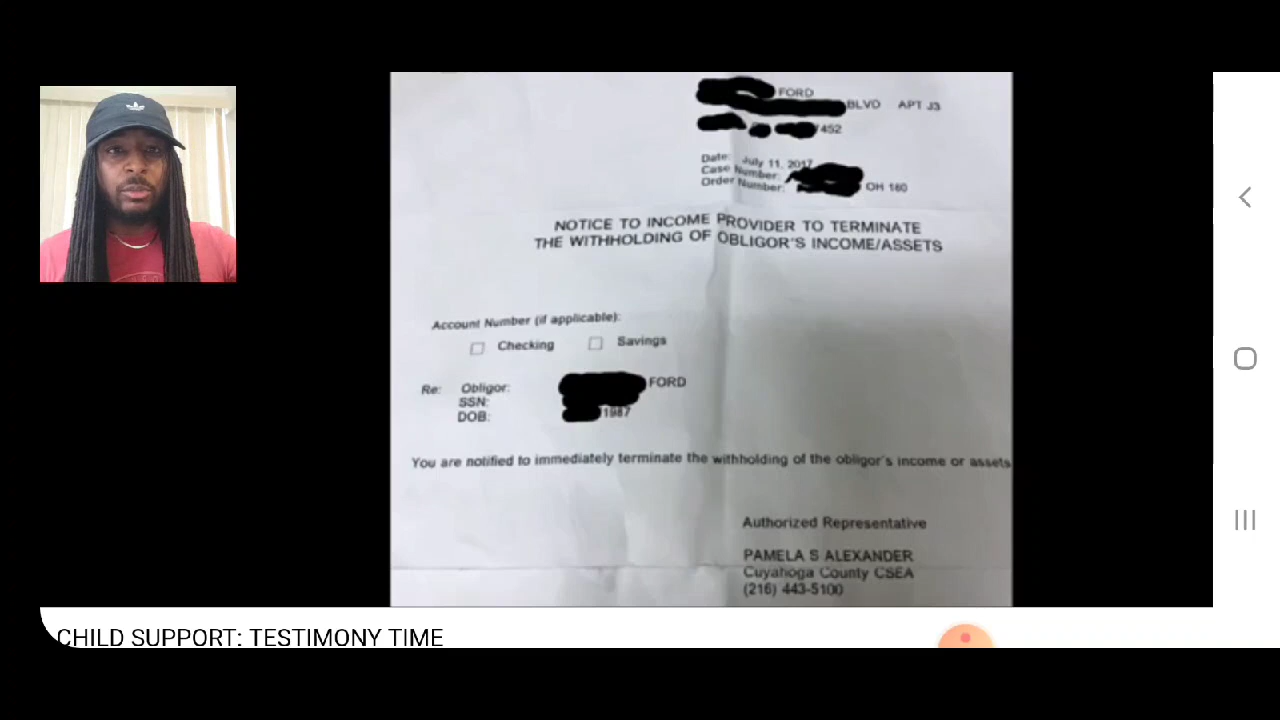 FORD
BLVD APT J3
452
Date: July 11, 2017
Case Number:
Order Number: OH 180
NOTICE TO INCOME PROVIDER TO TERMINATE
THE WITHHOLDING OF OBLIGOR'S INCOME/ASSETS
Account Number (if applicable):
Checking Savings
Re: Obligor: FORD
SSN:
DOB: 1987
You are notified to immediately terminate the withholding of the obligor's income or assets
Authorized Representative
PAMELA S ALEXANDER
Cuyahoga County CSEA
(216) 443-5100
CHILD SUPPORT: TESTIMONY TIME